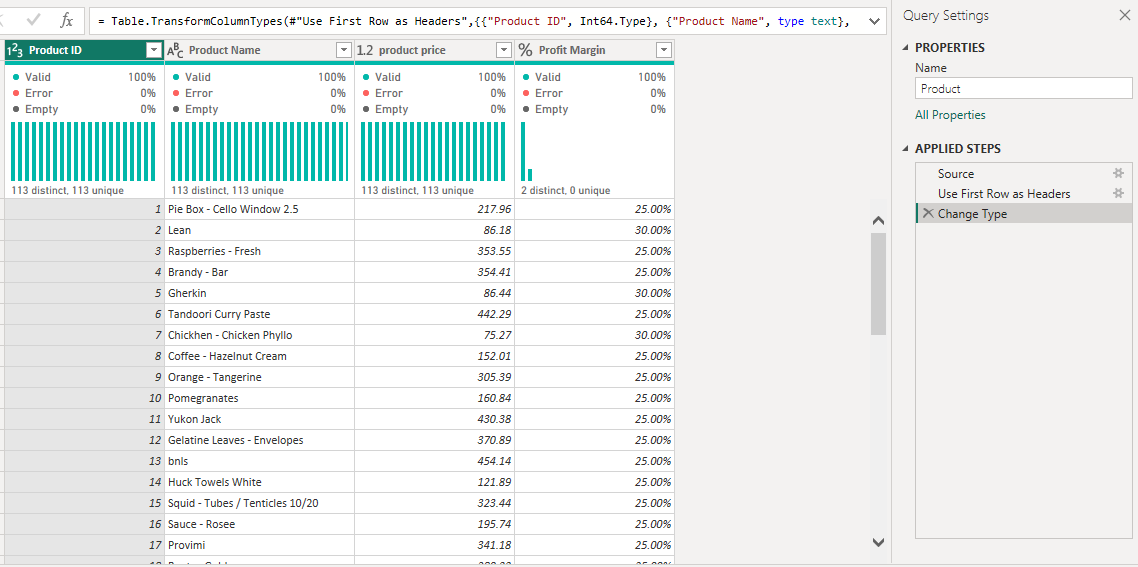 fx = Table.TransformColumnTypes(#"Use First Row as Headers",{{"Product ID", Int64.Type}, {"Product Name", type text},
Query Settings
PROPERTIES
Name
Product
All Properties
APPLIED STEPS
Source
Use First Row as Headers
Change Type
1 2 3 Product ID A B C Product Name 1.2 product price % Profit Margin
Valid 100% Valid 100% Valid 100% Valid 100%
Error 0% Error 0% Error 0% Error 0%
Empty 0% Empty 0% Empty 0% Empty 0%
113 distinct, 113 unique 113 distinct, 113 unique 113 distinct, 113 unique 2 distinct, 0 unique
1 Pie Box - Cello Window 2.5 217.96 25.00%
2 Lean 86.18 30.00%
3 Raspberries - Fresh 353.55 25.00%
4 Brandy - Bar 354.41 25.00%
5 Gherkin 86.44 30.00%
6 Tandoori Curry Paste 442.29 25.00%
7 Chickhen - Chicken Phyllo 75.27 30.00%
8 Coffee - Hazelnut Cream 152.01 25.00%
9 Orange - Tangerine 305.39 25.00%
10 Pomegranates 160.84 25.00%
11 Yukon Jack 430.38 25.00%
12 Gelatine Leaves - Envelopes 370.89 25.00%
13 bnls 454.14 25.00%
14 Huck Towels White 121.89 25.00%
15 Squid - Tubes / Tenticles 10/20 323.44 25.00%
16 Sauce - Rosee 195.74 25.00%
17 Provimi 341.18 25.00%